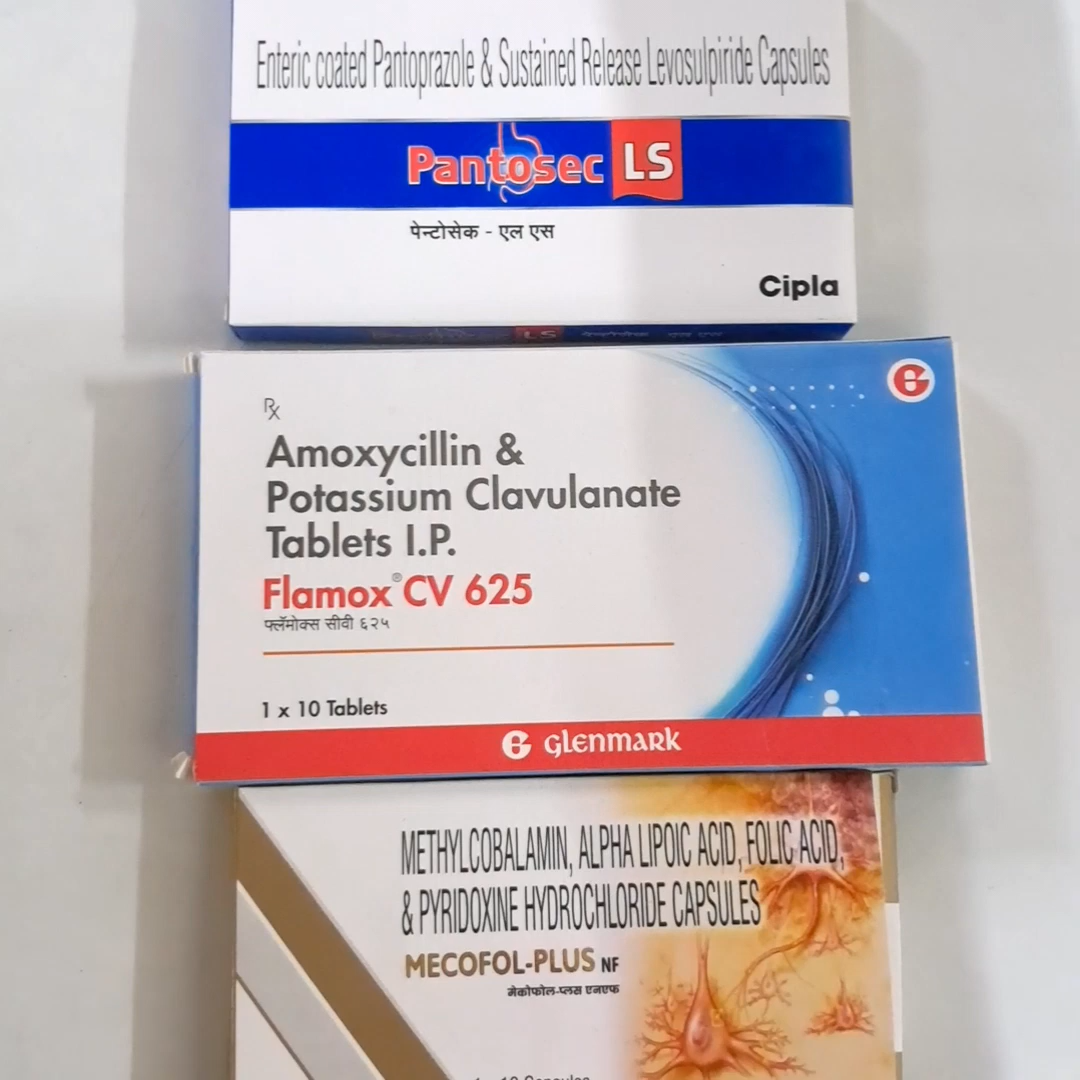 Enteric coated Pantoprazole & Sustained Release Levosulpiride Capsules
Pantosec LS
पेन्टोसेक - एल एस
Cipla
LS
Rx
Amoxycillin &
Potassium Clavulanate
Tablets I.P.
Flamox® CV 625
फ्लॅमोक्स सीवी ६२५
1 x 10 Tablets
G glenmark
METHYLCOBALAMIN, ALPHA LIPOIC ACID, FOLIC ACID,
& PYRIDOXINE HYDROCHLORIDE CAPSULES
MECOFOL-PLUS NF
मेकोफोल-प्लस एनएफ